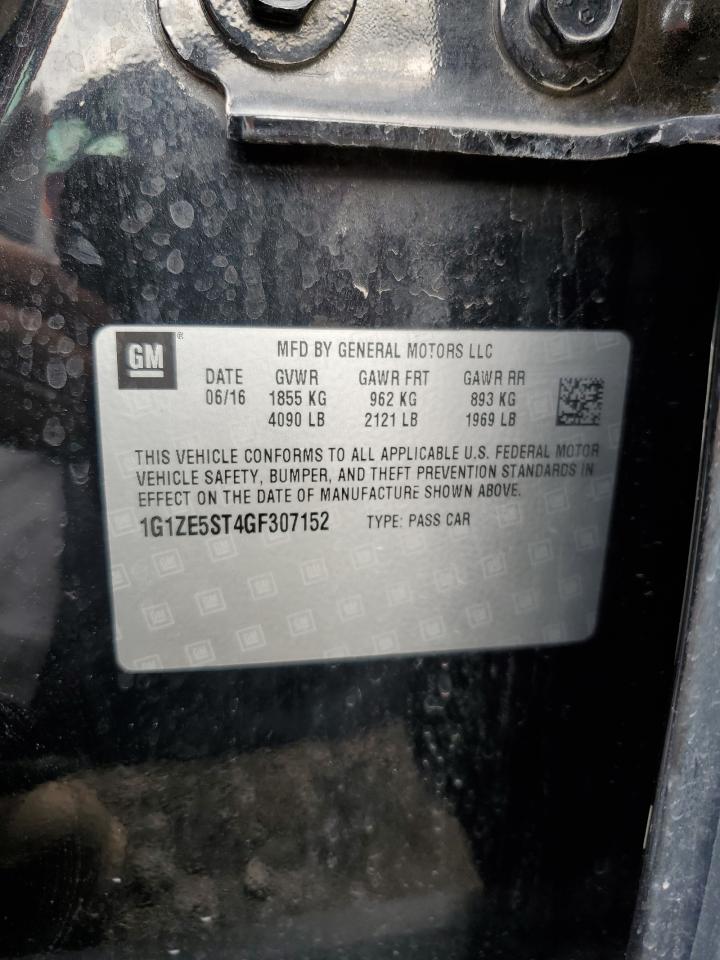 GM ®
MFD BY GENERAL MOTORS LLC
DATE GVWR GAWR FRT GAWR RR
06/16 1855 KG 962 KG 893 KG
4090 LB 2121 LB 1969 LB
THIS VEHICLE CONFORMS TO ALL APPLICABLE U.S. FEDERAL MOTOR
VEHICLE SAFETY, BUMPER, AND THEFT PREVENTION STANDARDS IN
EFFECT ON THE DATE OF MANUFACTURE SHOWN ABOVE.
1G1ZE5ST4GF307152 TYPE: PASS CAR